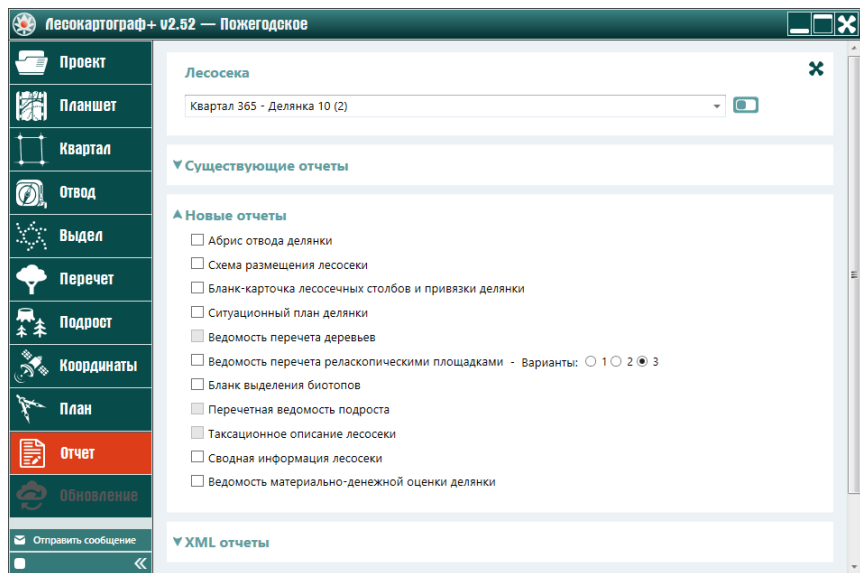 Лесокартограф+ v2.52 — Пожегодское
Проект
Планшет
Квартал
Отвод
Выдел
Перечет
Подрост
Координаты
План
Отчет
Обновление
Отправить сообщение
Лесосека
Квартал 365 - Делянка 10 (2)
Существующие отчеты
Новые отчеты
Абрис отвода делянки
Схема размещения лесосеки
Бланк-карточка лесосечных столбов и привязки делянки
Ситуационный план делянки
Ведомость перечета деревьев
Ведомость перечета реласкопическими площадками - Варианты: 1 2 3
Бланк выделения биотопов
Перечетная ведомость подроста
Таксационное описание лесосеки
Сводная информация лесосеки
Ведомость материально-денежной оценки делянки
XML отчеты